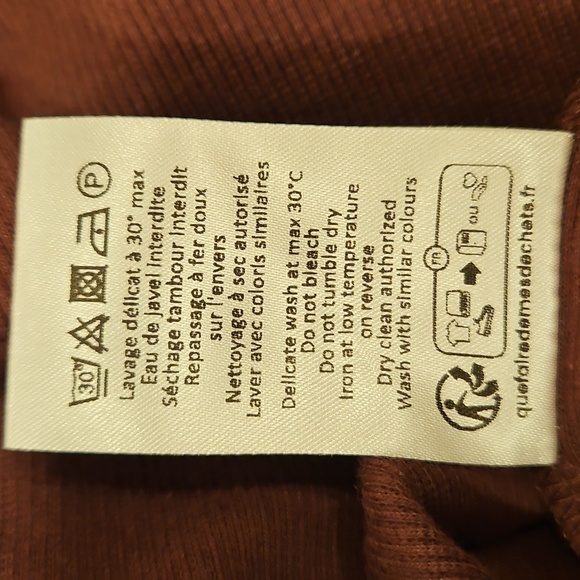 30°
P
Lavage délicat à 30° max
Eau de javel interdite
Séchage tambour interdit
Repassage à fer doux
sur l'envers
Nettoyage à sec autorisé
Laver avec coloris similaires
Delicate wash at max 30°C
Do not bleach
Do not tumble dry
Iron at low temperature
on reverse
Dry clean authorized
Wash with similar colours
FR
ou
quefairedemesdechets.fr